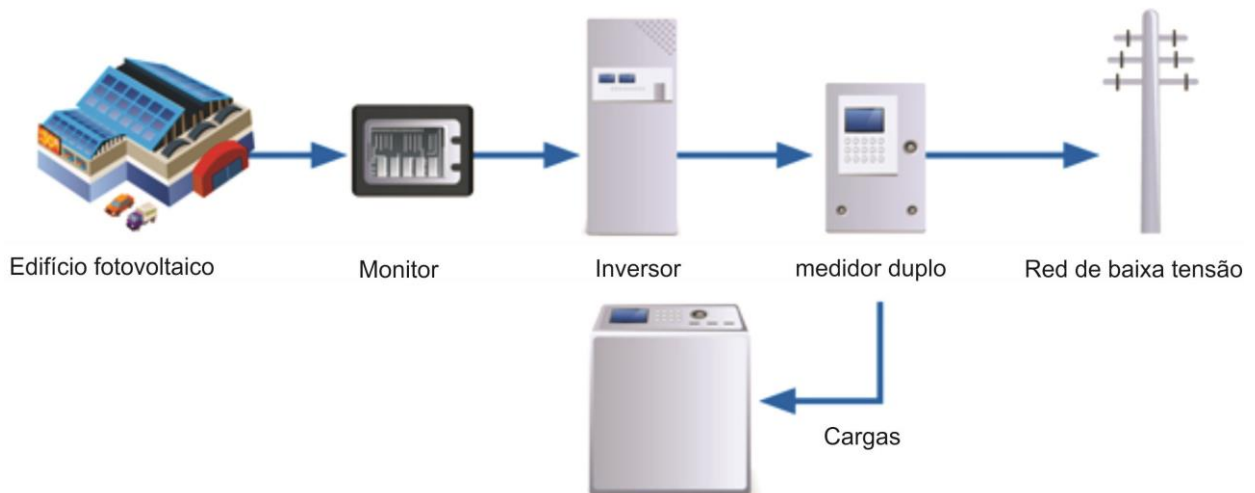 Edifício fotovoltaico
Monitor
Inversor
medidor duplo
Red de baixa tensão
Cargas